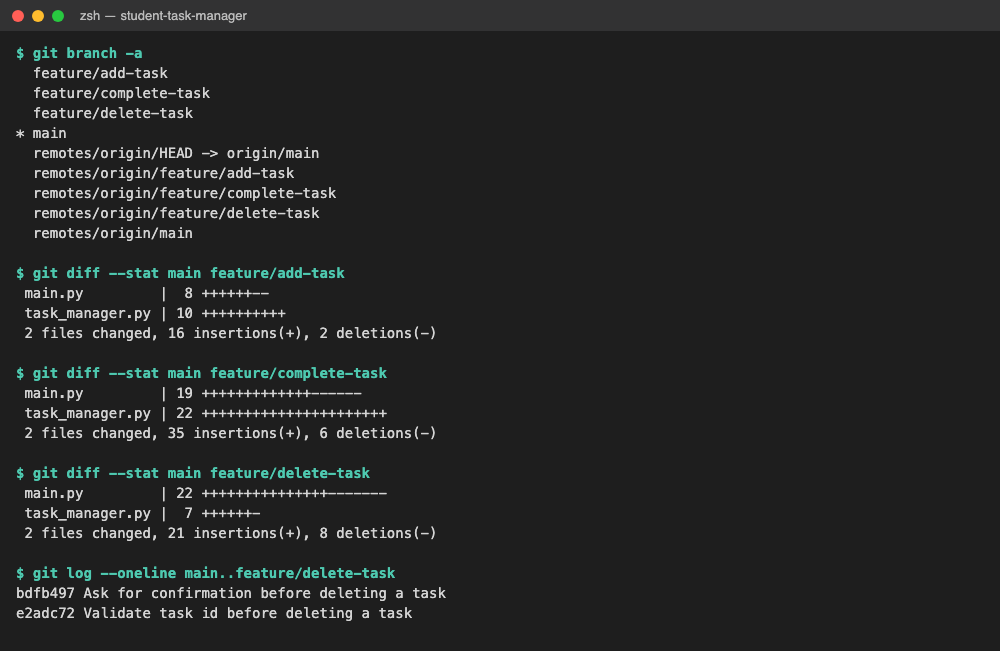 zsh — student-task-manager
$ git branch -a
feature/add-task
feature/complete-task
feature/delete-task
* main
remotes/origin/HEAD -> origin/main
remotes/origin/feature/add-task
remotes/origin/feature/complete-task
remotes/origin/feature/delete-task
remotes/origin/main
$ git diff --stat main feature/add-task
main.py         |  8 ++++++--
task_manager.py | 10 ++++++++++
2 files changed, 16 insertions(+), 2 deletions(-)
$ git diff --stat main feature/complete-task
main.py         | 19 +++++++++++++------
task_manager.py | 22 ++++++++++++++++++++++
2 files changed, 35 insertions(+), 6 deletions(-)
$ git diff --stat main feature/delete-task
main.py         | 22 +++++++++++++++-------
task_manager.py |  7 ++++++-
2 files changed, 21 insertions(+), 8 deletions(-)
$ git log --oneline main..feature/delete-task
bdfb497 Ask for confirmation before deleting a task
e2adc72 Validate task id before deleting a task